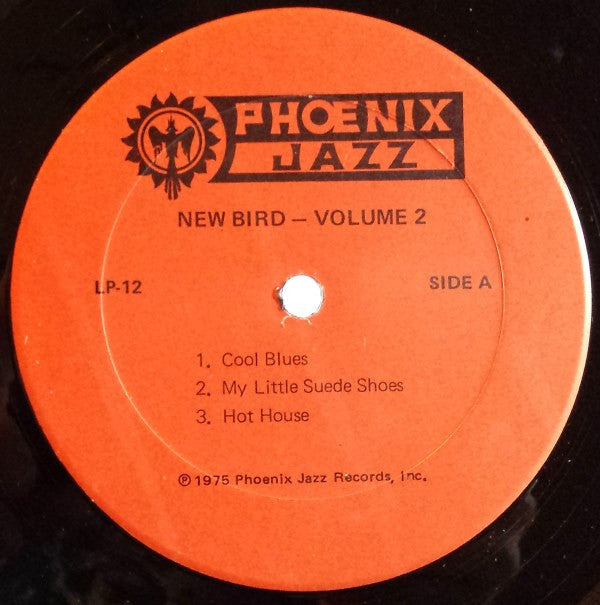 PHŒNIX
JAZZ
NEW BIRD — VOLUME 2
LP-12
SIDE A
1. Cool Blues
2. My Little Suede Shoes
3. Hot House
℗ 1975 Phoenix Jazz Records, Inc.